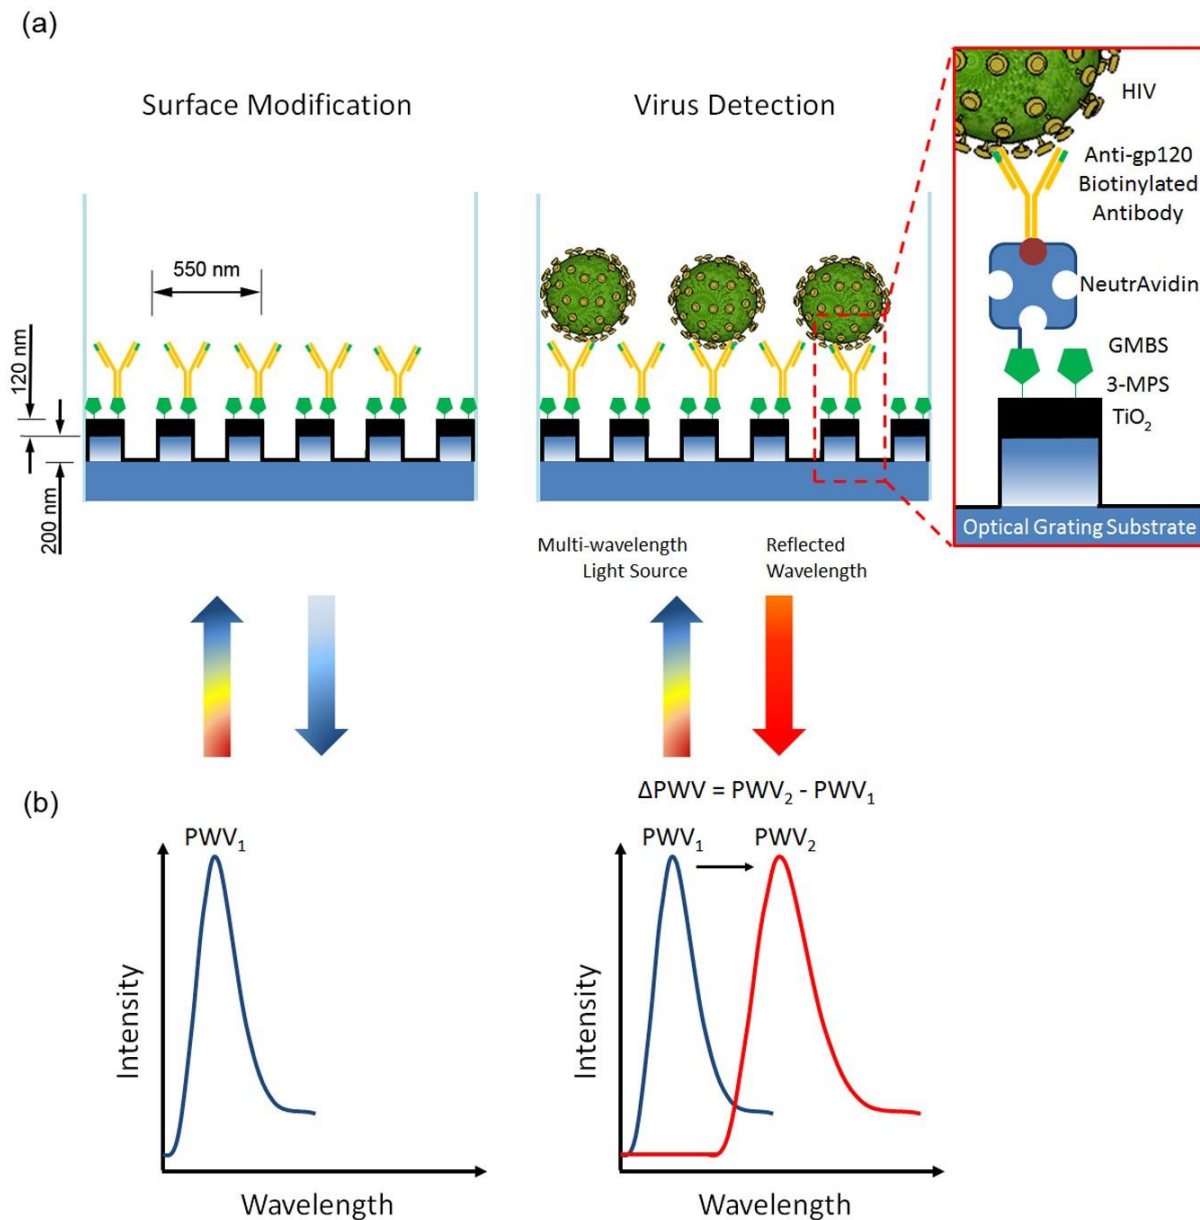 (a)
Surface Modification
Virus Detection
HIV
Anti-gp120
Biotinylated
Antibody
NeutrAvidin
GMBS
3-MPS
TiO₂
Optical Grating Substrate
550 nm
120 nm
200 nm
Multi-wavelength
Light Source
Reflected
Wavelength
(b)
ΔPWV = PWV₂ - PWV₁
PWV₁
Intensity
Wavelength
PWV₁
PWV₂
Intensity
Wavelength